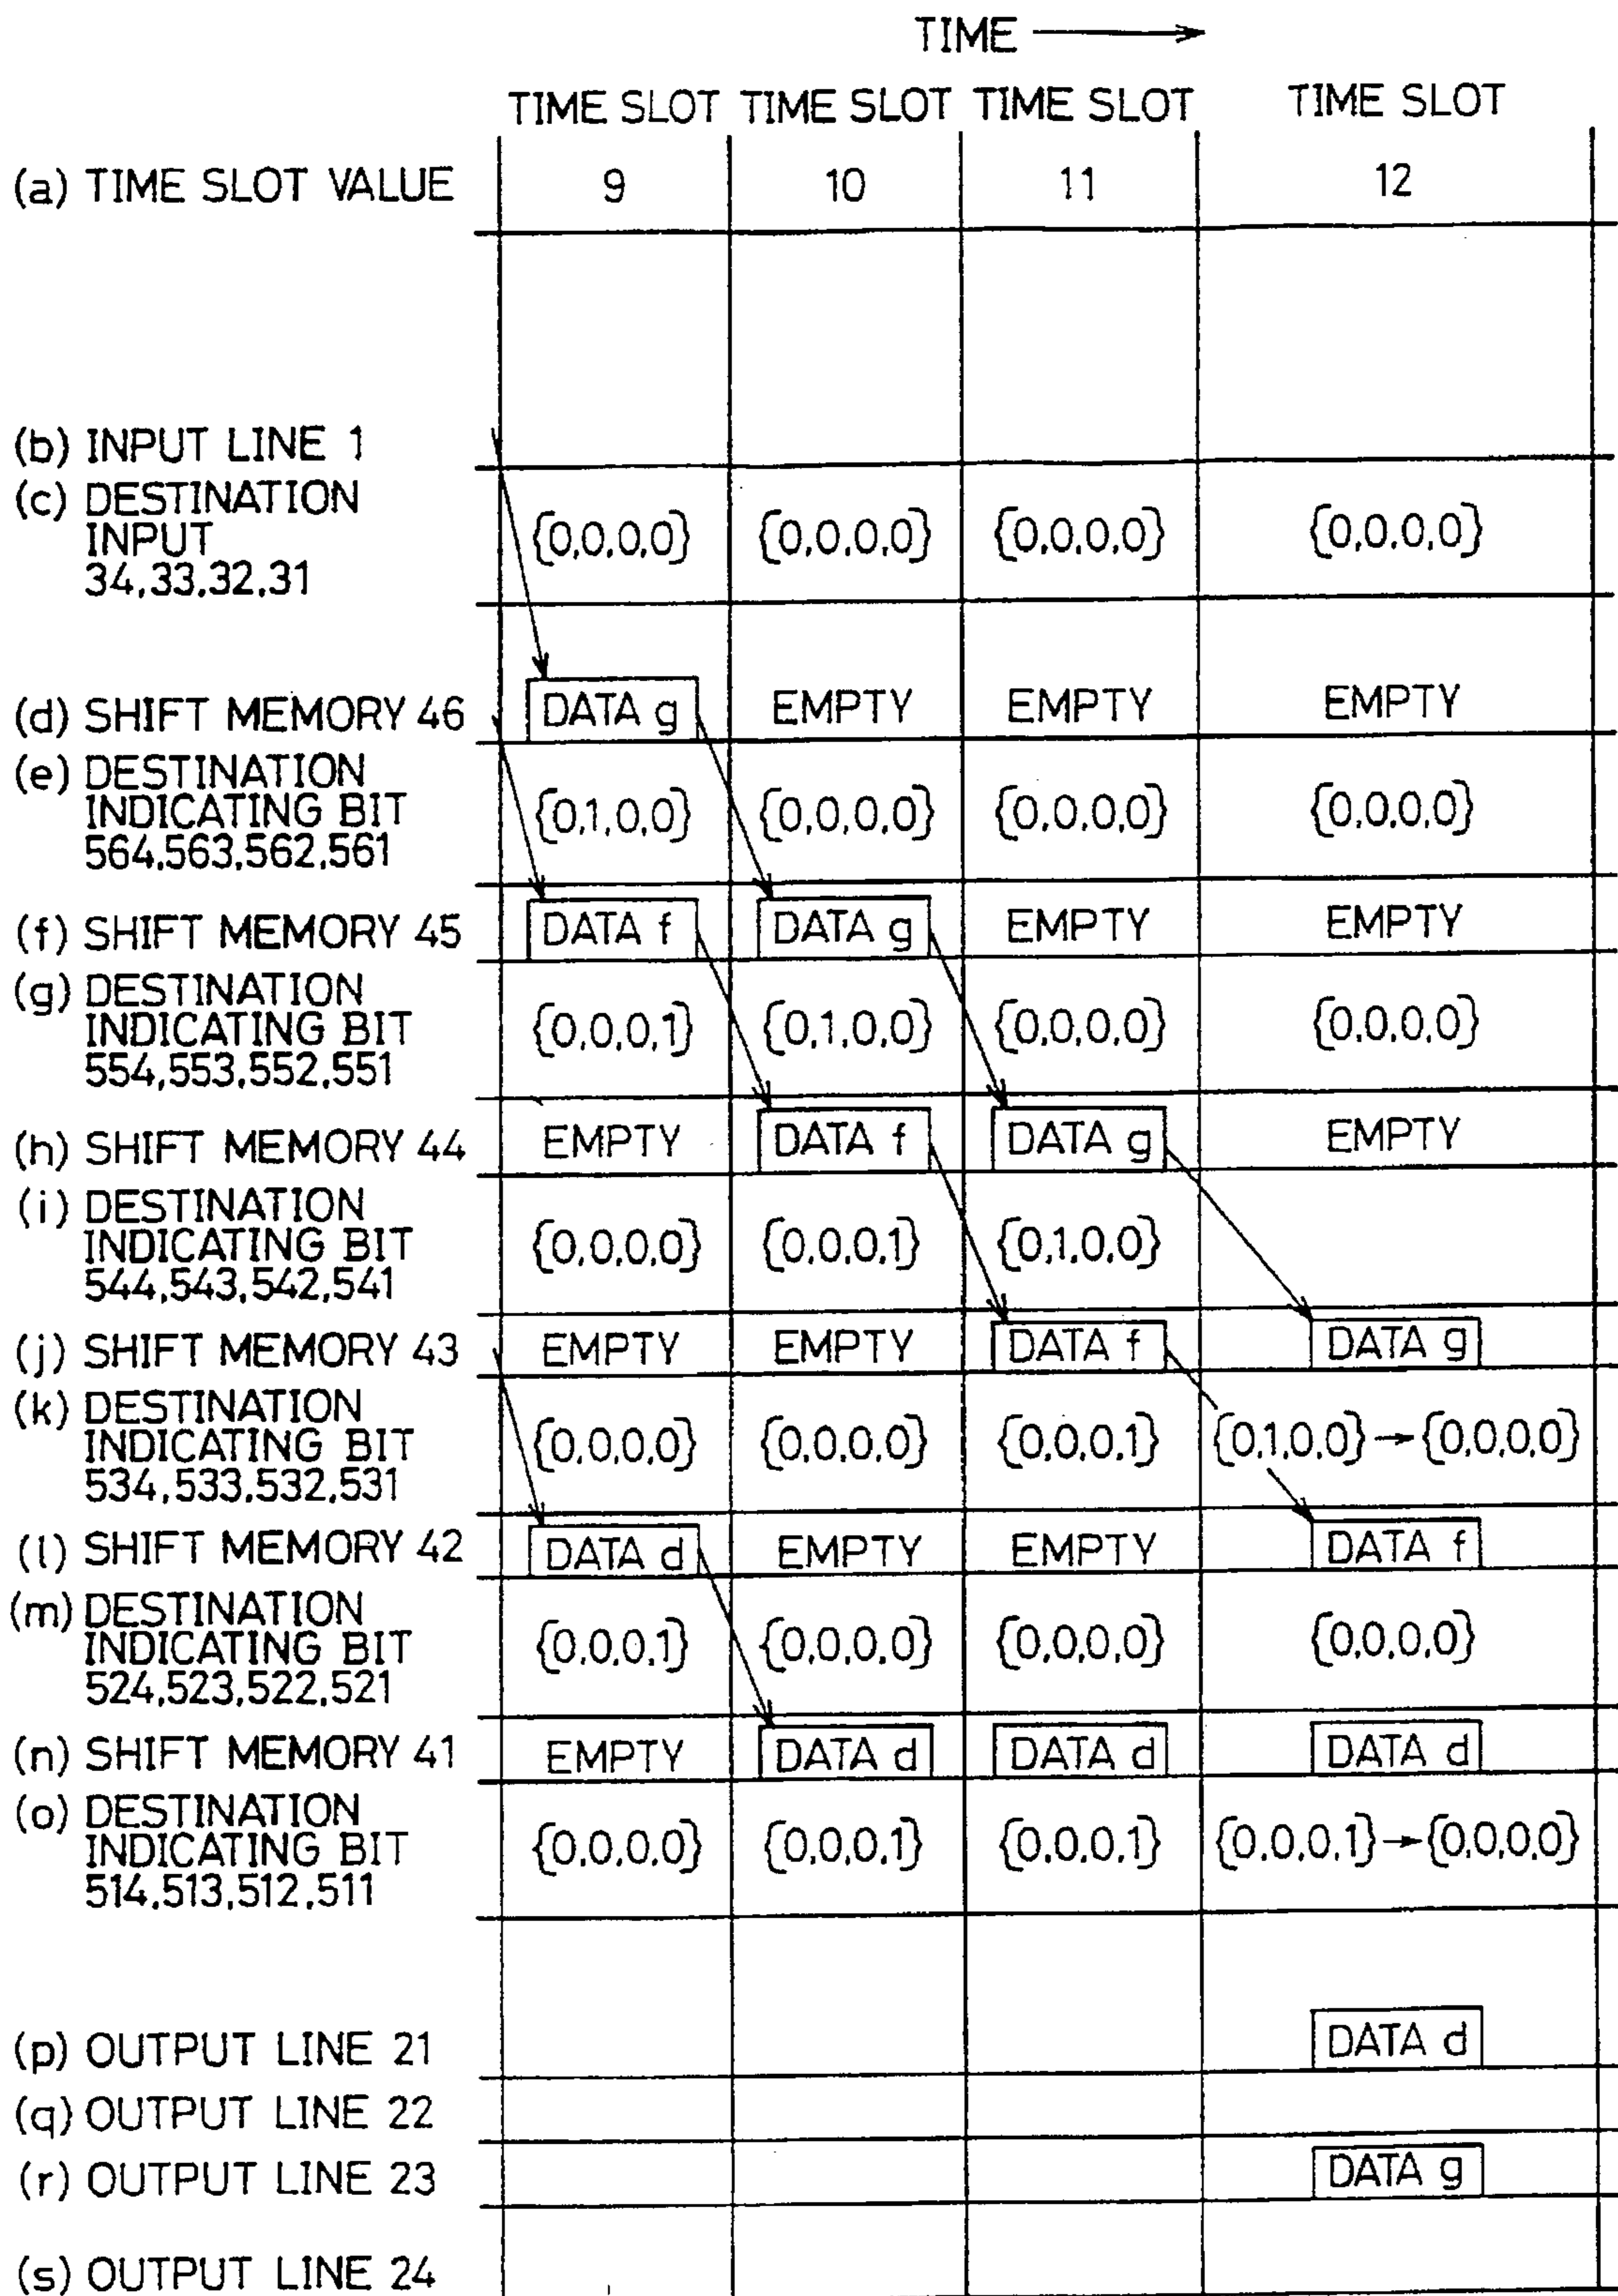 TIME
TIME SLOT TIME SLOT TIME SLOT TIME SLOT
(a) TIME SLOT VALUE 9 10 11 12
(b) INPUT LINE 1
(c) DESTINATION
INPUT {0,0,0,0} {0,0,0,0} {0,0,0,0} {0,0,0,0}
34,33,32,31
(d) SHIFT MEMORY 46 DATA g EMPTY EMPTY EMPTY
(e) DESTINATION
INDICATING BIT {0,1,0,0} {0,0,0,0} {0,0,0,0} {0,0,0,0}
564,563,562,561
(f) SHIFT MEMORY 45 DATA f DATA g EMPTY EMPTY
(g) DESTINATION
INDICATING BIT {0,0,0,1} {0,1,0,0} {0,0,0,0} {0,0,0,0}
554,553,552,551
(h) SHIFT MEMORY 44 EMPTY DATA f DATA g EMPTY
(i) DESTINATION
INDICATING BIT {0,0,0,0} {0,0,0,1} {0,1,0,0}
544,543,542,541
(j) SHIFT MEMORY 43 EMPTY EMPTY DATA f DATA g
(k) DESTINATION
INDICATING BIT {0,0,0,0} {0,0,0,0} {0,0,0,1} {0,1,0,0}→{0,0,0,0}
534,533,532,531
(l) SHIFT MEMORY 42 DATA d EMPTY EMPTY DATA f
(m) DESTINATION
INDICATING BIT {0,0,0,1} {0,0,0,0} {0,0,0,0} {0,0,0,0}
524,523,522,521
(n) SHIFT MEMORY 41 EMPTY DATA d DATA d DATA d
(o) DESTINATION
INDICATING BIT {0,0,0,0} {0,0,0,1} {0,0,0,1} {0,0,0,1}→{0,0,0,0}
514,513,512,511
(p) OUTPUT LINE 21 DATA d
(q) OUTPUT LINE 22
(r) OUTPUT LINE 23 DATA g
(s) OUTPUT LINE 24